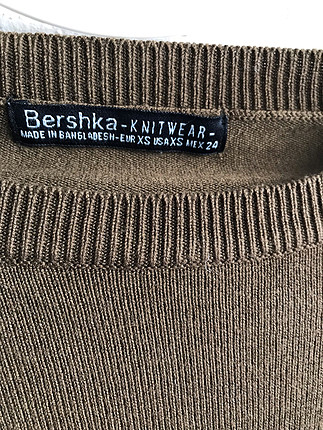 Bershka-KNITWEAR-
MADE IN BANGLADESH-EUR XS USA XS MEX 24